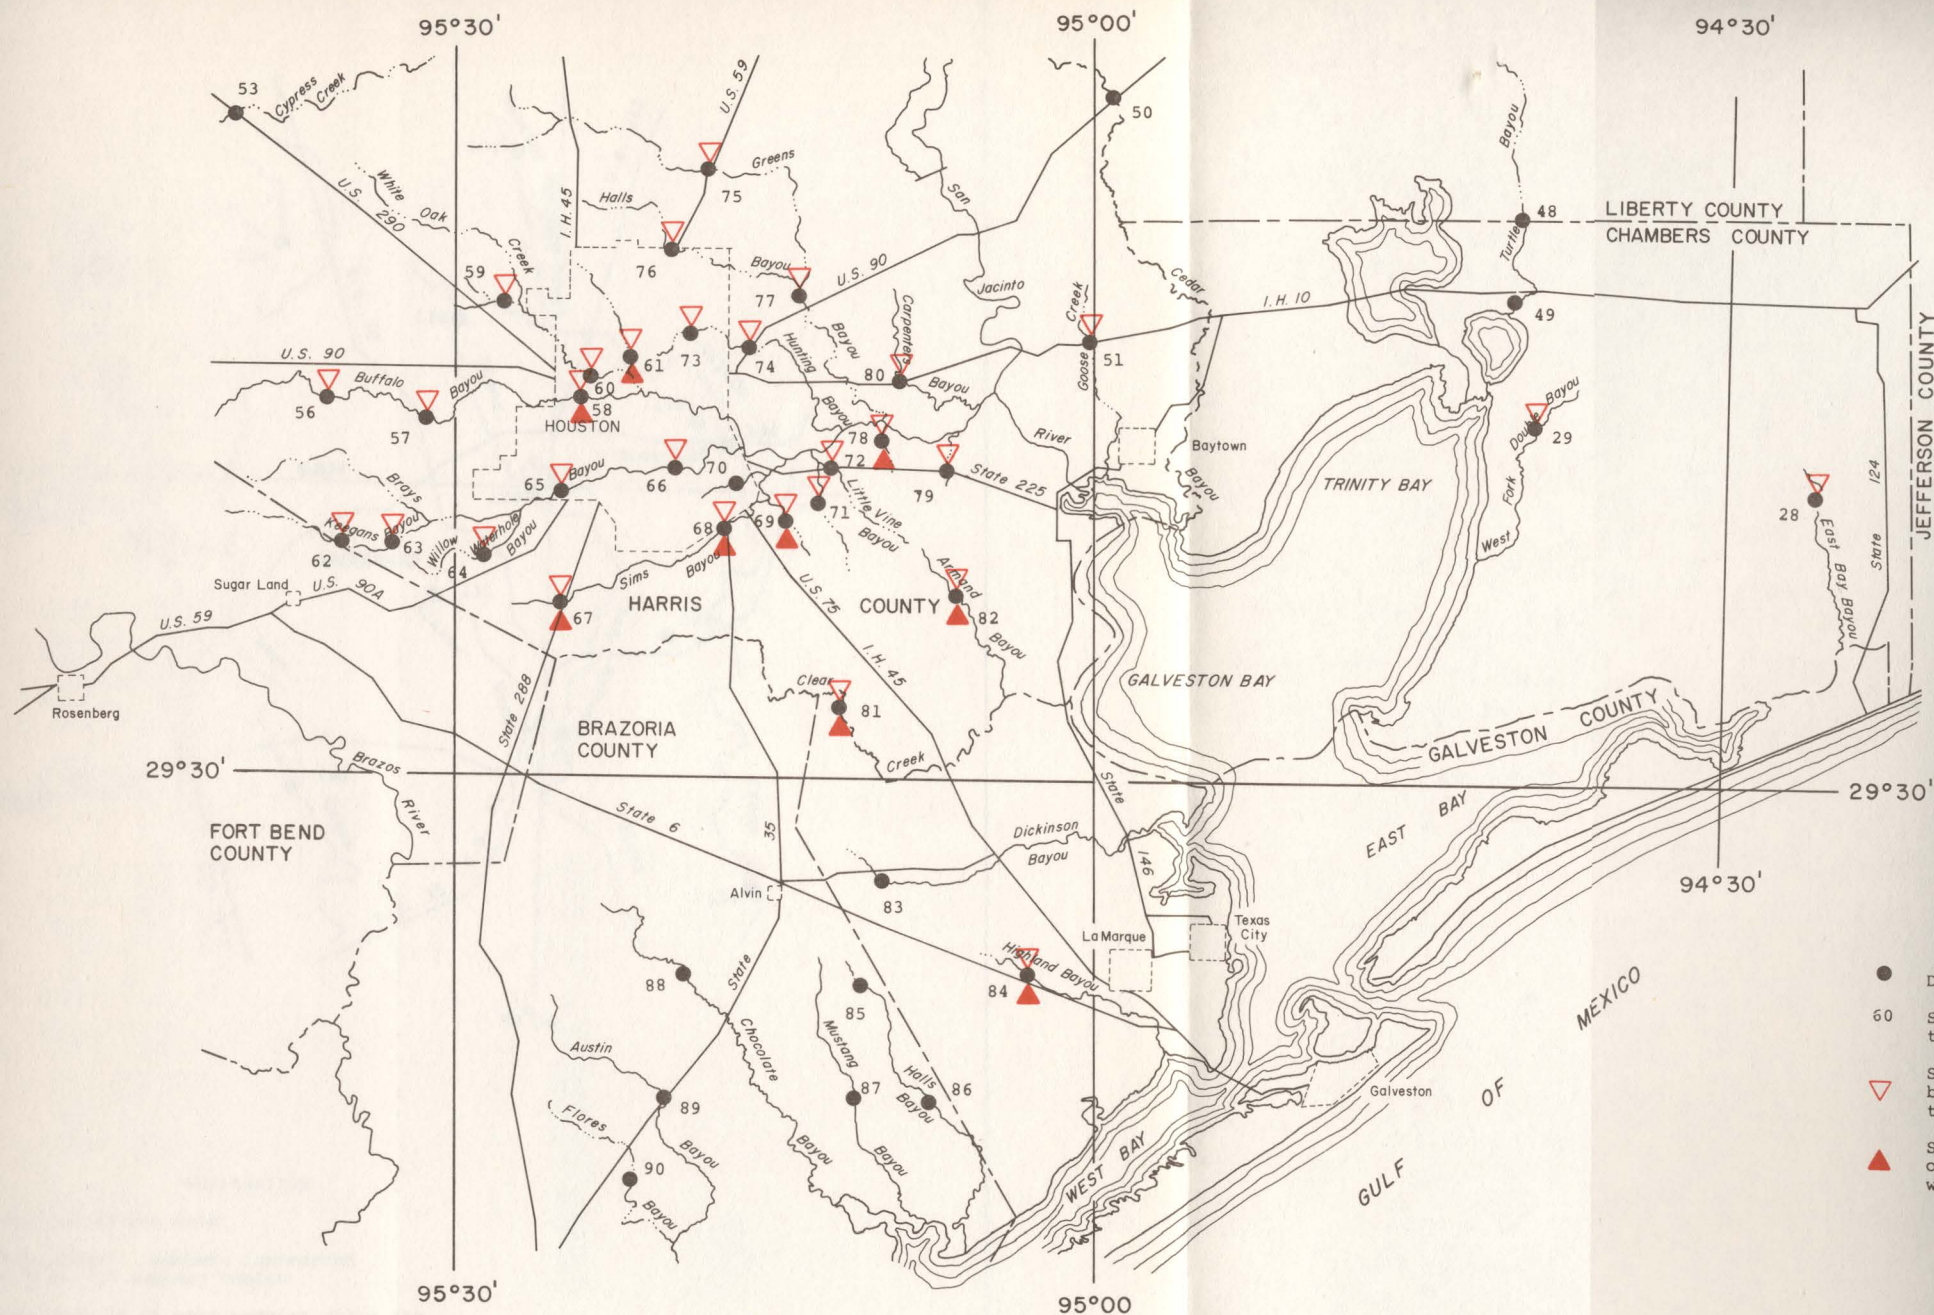 95°30'
95°00'
94°30'
53
Cypress
Creek
U.S. 59
50
Bayou
White
Oak
Creek
U.S. 290
I.H. 45
Halls
75
Greens
San
48
LIBERTY COUNTY
CHAMBERS COUNTY
Turtle
59
76
Bayou
77
U.S. 90
Jacinto
Cedar
I.H. 10
49
Carpenters
Creek
Goose
51
U.S. 90
Buffalo
Bayou
56
57
60
58
61
73
74
Hunting
Bayou
Bayou
80
Bayou
HOUSTON
78
River
Baytown
Bayou
West
Fork
Double
Bayou
29
JEFFERSON COUNTY
Brays
Bayou
65
66
70
72
79
State 225
TRINITY BAY
State 124
28
East
Bay
Bayou
Keegans Bayou
62
63
Willow
Waterhole
Bayou
64
68
69
71
Little Vine
Bayou
Sugar Land
U.S. 90A
Sims
Bayou
HARRIS
COUNTY
U.S. 75
I.H. 45
Armand
Bayou
82
67
U.S. 59
Rosenberg
State 288
Clear
81
Creek
GALVESTON BAY
BRAZORIA
COUNTY
GALVESTON COUNTY
29°30'
29°30'
Brazos
River
FORT BEND
COUNTY
State 6
35
State
State
146
Dickinson
Bayou
EAST BAY
94°30'
Alvin
83
La Marque
Texas
City
88
85
Highland Bayou
84
MEXICO
Chocolate
Bayou
Mustang
Bayou
87
Halls
Bayou
86
Austin
Bayou
89
Flores
Bayou
90
Galveston
OF
GULF
WEST BAY
60
95°30'
95°00'